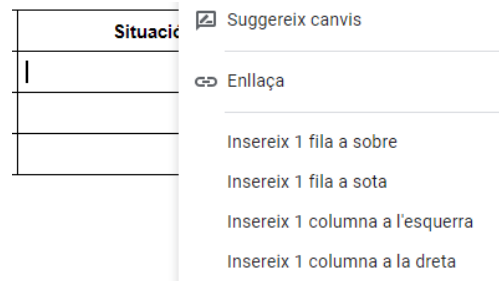 Situació
Suggereix canvis
Enllaça
Insereix 1 fila a sobre
Insereix 1 fila a sota
Insereix 1 columna a l'esquerra
Insereix 1 columna a la dreta